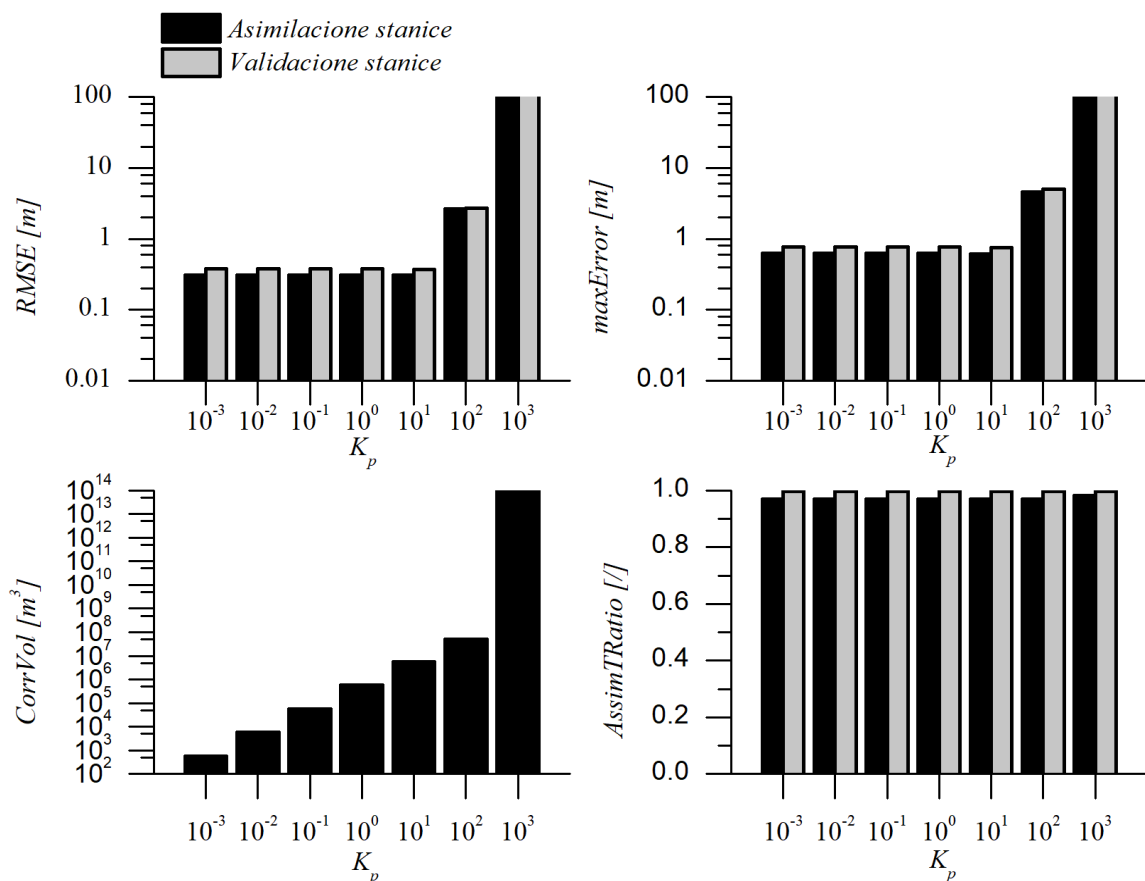 Asimilacione stanice
Validacione stanice
RMSE [m]
100
10
1
0.1
0.01
10⁻³ 10⁻² 10⁻¹ 10⁰ 10¹ 10² 10³
Kₚ
maxError [m]
100
10
1
0.1
0.01
10⁻³ 10⁻² 10⁻¹ 10⁰ 10¹ 10² 10³
Kₚ
CorrVol [m³]
10¹⁴
10¹³
10¹²
10¹¹
10¹⁰
10⁹
10⁸
10⁷
10⁶
10⁵
10⁴
10³
10²
10⁻³ 10⁻² 10⁻¹ 10⁰ 10¹ 10² 10³
Kₚ
AssimTRatio [/]
1.0
0.8
0.6
0.4
0.2
0.0
10⁻³ 10⁻² 10⁻¹ 10⁰ 10¹ 10² 10³
Kₚ